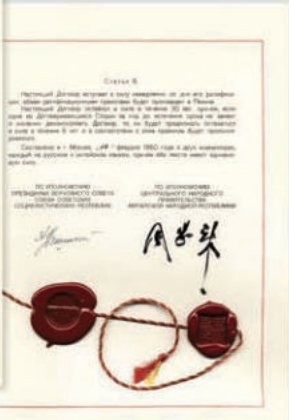 Статья 6.
Настоящий Договор вступает в силу немедленно со дня его ратифика-
ции; обмен ратификационными грамотами будет произведен в Пекине.
Настоящий Договор остается в силе в течение 30 лет, причем, если
одна из Договаривающихся Сторон за год до истечения срока не заявит
о желании денонсировать Договор, то он будет продолжать оставаться
в силе в течение 5 лет и в соответствии с этим правилом будет пролонги-
роваться.
Составлено в г. Москве, „14" февраля 1950 года в двух экземплярах,
каждый на русском и китайском языках, причем оба текста имеют одинако-
вую силу.
ПО УПОЛНОМОЧИЮ
ПРЕЗИДИУМА ВЕРХОВНОГО СОВЕТА
СОЮЗА СОВЕТСКИХ
СОЦИАЛИСТИЧЕСКИХ РЕСПУБЛИК
ПО УПОЛНОМОЧИЮ
ЦЕНТРАЛЬНОГО НАРОДНОГО
ПРАВИТЕЛЬСТВА
КИТАЙСКОЙ НАРОДНОЙ РЕСПУБЛИКИ
周恩来